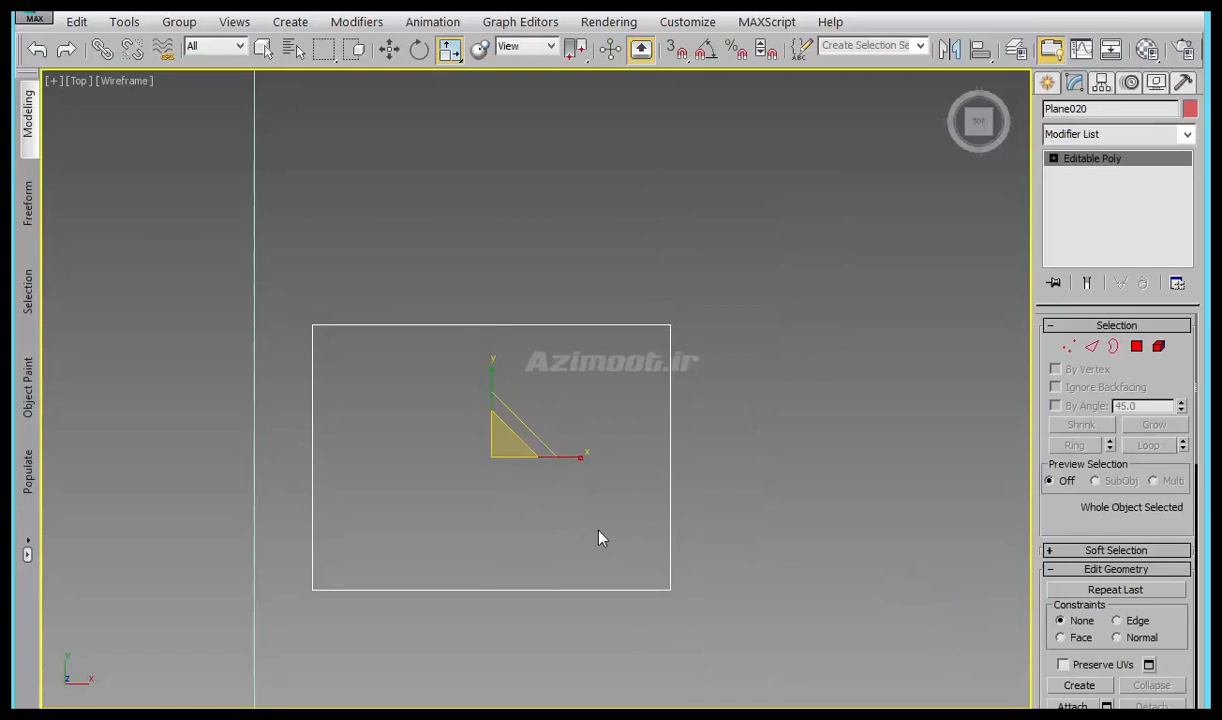 MAX
Edit Tools Group Views Create Modifiers Animation Graph Editors Rendering Customize MAXScript Help
All View 3 Create Selection Se
[+] [Top] [Wireframe]
TOP
Modeling
Freeform
Selection
Object Paint
Populate
Azimoot.ir
y
x
y
z x
Plane020
Modifier List
Editable Poly
Selection
By Vertex
Ignore Backfacing
By Angle: 45.0
Shrink Grow
Ring Loop
Preview Selection
Off SubObj Multi
Whole Object Selected
Soft Selection
Edit Geometry
Repeat Last
Constraints
None Edge
Face Normal
Preserve UVs
Create Collapse
Attach Detach